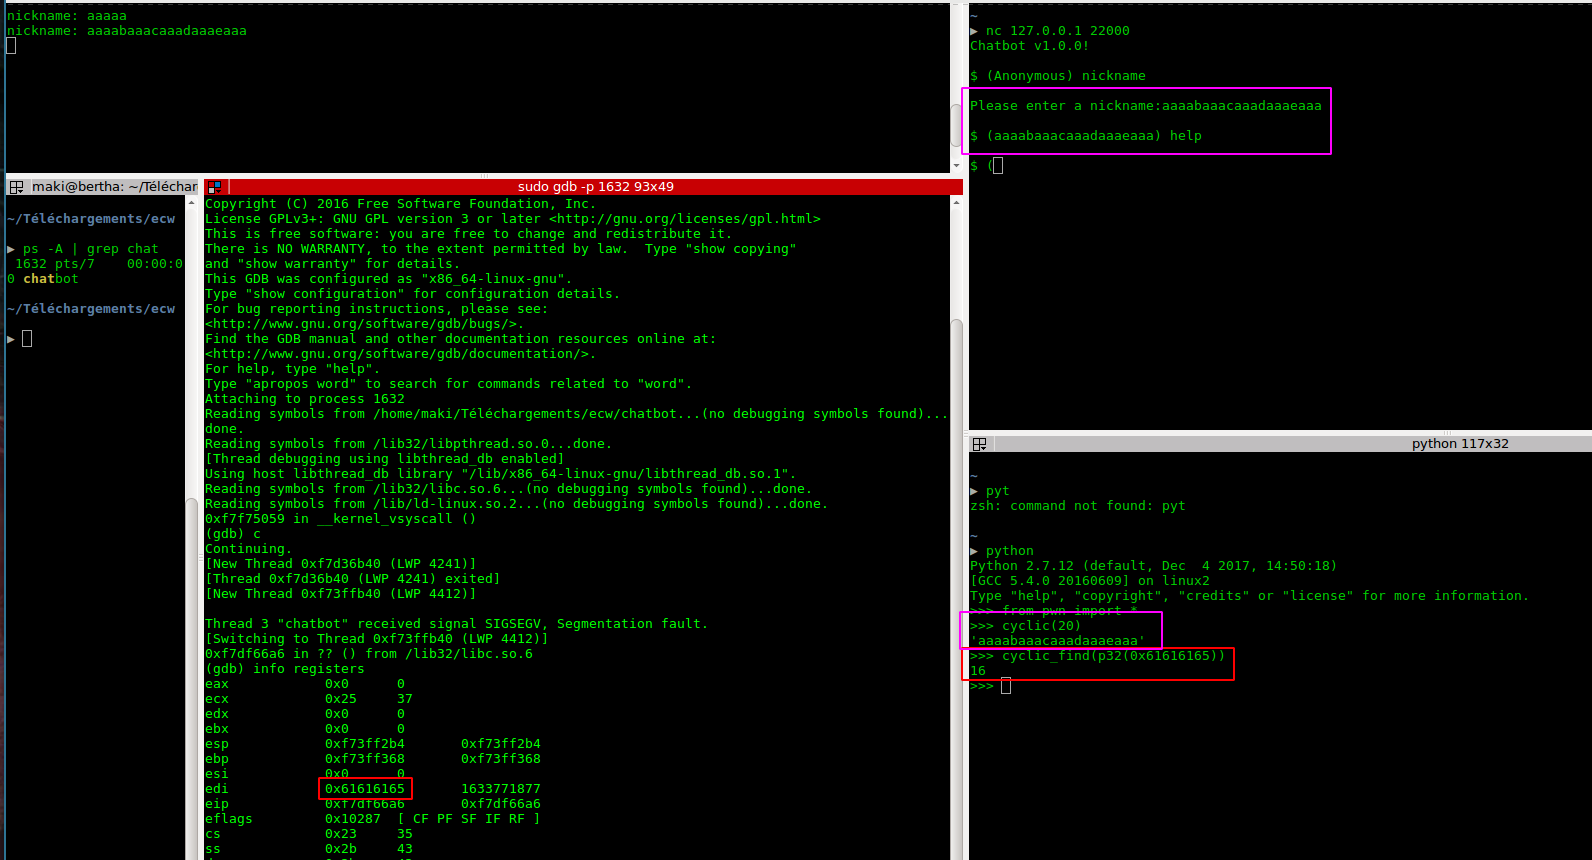 nickname: aaaaa
nickname: aaaabaaacaaadaaaeaaa
maki@bertha: ~/Téléchar
~/Téléchargements/ecw
▶ ps -A | grep chat
1632 pts/7    00:00:0
0 chatbot
~/Téléchargements/ecw
▶
sudo gdb -p 1632 93x49
Copyright (C) 2016 Free Software Foundation, Inc.
License GPLv3+: GNU GPL version 3 or later <http://gnu.org/licenses/gpl.html>
This is free software: you are free to change and redistribute it.
There is NO WARRANTY, to the extent permitted by law.  Type "show copying"
and "show warranty" for details.
This GDB was configured as "x86_64-linux-gnu".
Type "show configuration" for configuration details.
For bug reporting instructions, please see:
<http://www.gnu.org/software/gdb/bugs/>.
Find the GDB manual and other documentation resources online at:
<http://www.gnu.org/software/gdb/documentation/>.
For help, type "help".
Type "apropos word" to search for commands related to "word".
Attaching to process 1632
Reading symbols from /home/maki/Téléchargements/ecw/chatbot...(no debugging symbols found)...
done.
Reading symbols from /lib32/libpthread.so.0...done.
[Thread debugging using libthread_db enabled]
Using host libthread_db library "/lib/x86_64-linux-gnu/libthread_db.so.1".
Reading symbols from /lib32/libc.so.6...(no debugging symbols found)...done.
Reading symbols from /lib/ld-linux.so.2...(no debugging symbols found)...done.
0xf7f75059 in __kernel_vsyscall ()
(gdb) c
Continuing.
[New Thread 0xf7d36b40 (LWP 4241)]
[Thread 0xf7d36b40 (LWP 4241) exited]
[New Thread 0xf73ffb40 (LWP 4412)]
Thread 3 "chatbot" received signal SIGSEGV, Segmentation fault.
[Switching to Thread 0xf73ffb40 (LWP 4412)]
0xf7df66a6 in ?? () from /lib32/libc.so.6
(gdb) info registers
eax            0x0      0
ecx            0x25     37
edx            0x0      0
ebx            0x0      0
esp            0xf73ff2b4       0xf73ff2b4
ebp            0xf73ff368       0xf73ff368
esi            0x0      0
edi            0x61616165       1633771877
eip            0xf7df66a6       0xf7df66a6
eflags         0x10287  [ CF PF SF IF RF ]
cs             0x23     35
ss             0x2b     43
~
▶ nc 127.0.0.1 22000
Chatbot v1.0.0!
$ (Anonymous) nickname
Please enter a nickname:aaaabaaacaaadaaaeaaa
$ (aaaabaaacaaadaaaeaaa) help
$ (
python 117x32
~
▶ pyt
zsh: command not found: pyt
~
▶ python
Python 2.7.12 (default, Dec  4 2017, 14:50:18)
[GCC 5.4.0 20160609] on linux2
Type "help", "copyright", "credits" or "license" for more information.
>>> from pwn import *
>>> cyclic(20)
'aaaabaaacaaadaaaeaaa'
>>> cyclic_find(p32(0x61616165))
16
>>>